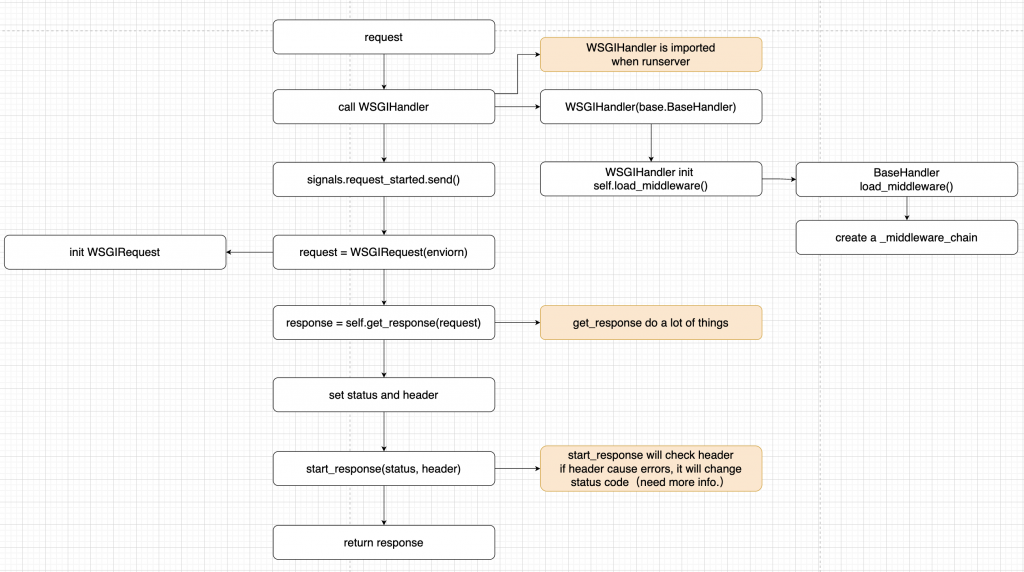 request
WSGIHandler is imported
when runserver
call WSGIHandler
WSGIHandler(base.BaseHandler)
signals.request_started.send()
WSGIHandler init
self.load_middleware()
BaseHandler
load_middleware()
init WSGIRequest
request = WSGIRequest(enviorn)
create a _middleware_chain
response = self.get_response(request)
get_response do a lot of things
set status and header
start_response(status, header)
start_response will check header
if header cause errors, it will change
status code（need more info.）
return response